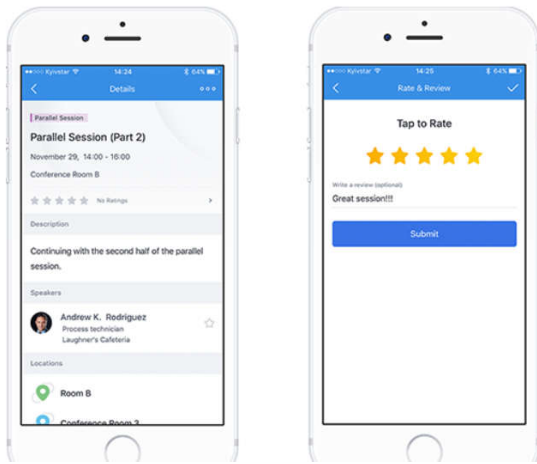 Kyivstar 14:24 64%
Details
Parallel Session
Parallel Session (Part 2)
November 29, 14:00 - 16:00
Conference Room B
No Ratings
Description
Continuing with the second half of the parallel
session.
Speakers
Andrew K. Rodriguez
Process technician
Laughner's Cafeteria
Locations
Room B
Conference Room 3
Kyivstar 14:25 64%
Rate & Review
Tap to Rate
Write a review (optional)
Great session!!!
Submit